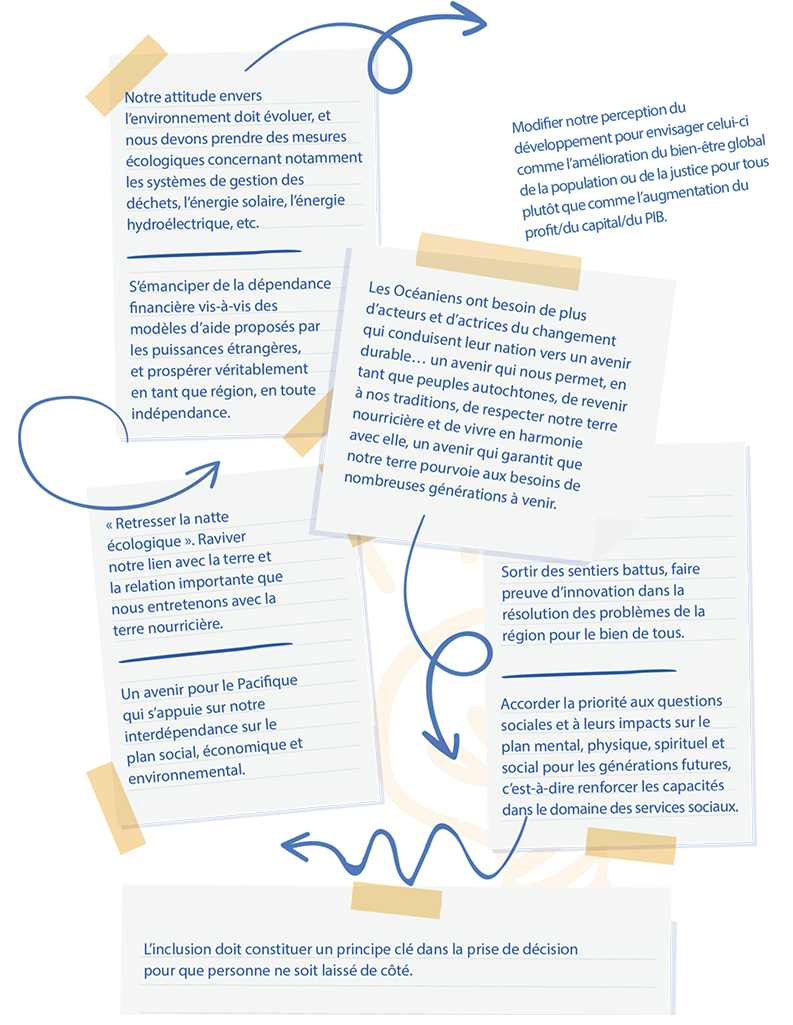 Notre attitude envers
l’environnement doit évoluer, et
nous devons prendre des mesures
écologiques concernant notamment
les systèmes de gestion des
déchets, l’énergie solaire, l’énergie
hydroélectrique, etc.
S’émanciper de la dépendance
financière vis-à-vis des
modèles d’aide proposés par
les puissances étrangères,
et prospérer véritablement
en tant que région, en toute
indépendance.
Modifier notre perception du
développement pour envisager celui-ci
comme l’amélioration du bien-être global
de la population ou de la justice pour tous
plutôt que comme l’augmentation du
profit/du capital/du PIB.
Les Océaniens ont besoin de plus
d’acteurs et d’actrices du changement
qui conduisent leur nation vers un avenir
durable… un avenir qui nous permet, en
tant que peuples autochtones, de revenir
à nos traditions, de respecter notre terre
nourricière et de vivre en harmonie
avec elle, un avenir qui garantit que
notre terre pourvoie aux besoins de
nombreuses générations à venir.
« Retresser la natte
écologique ». Raviver
notre lien avec la terre et
la relation importante que
nous entretenons avec la
terre nourricière.
Un avenir pour le Pacifique
qui s’appuie sur notre
interdépendance sur le
plan social, économique et
environnemental.
Sortir des sentiers battus, faire
preuve d’innovation dans la
résolution des problèmes de la
région pour le bien de tous.
Accorder la priorité aux questions
sociales et à leurs impacts sur le
plan mental, physique, spirituel et
social pour les générations futures,
c’est-à-dire renforcer les capacités
dans le domaine des services sociaux.
L’inclusion doit constituer un principe clé dans la prise de décision
pour que personne ne soit laissé de côté.